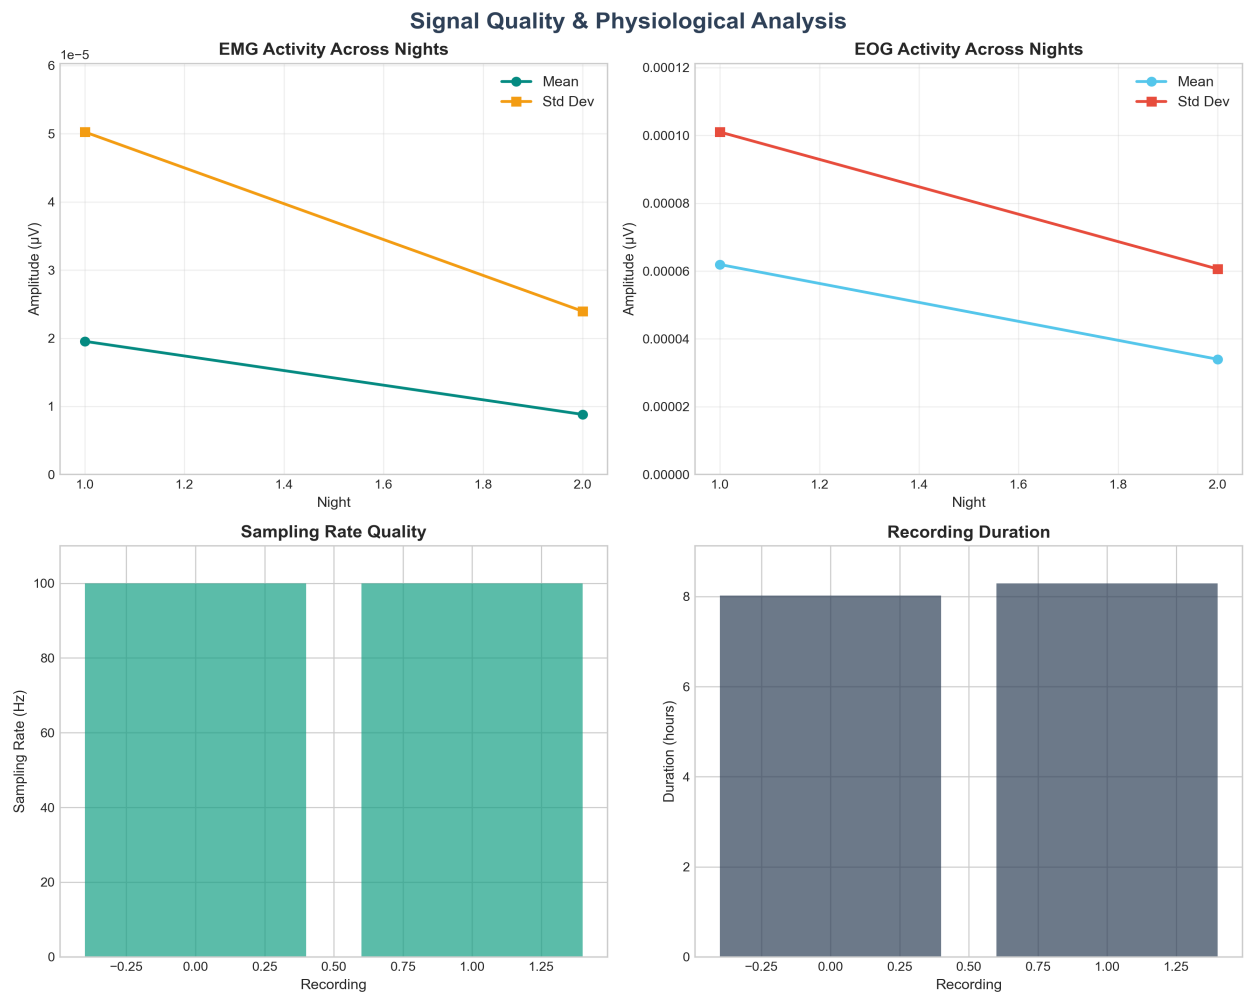 Signal Quality & Physiological Analysis
EMG Activity Across Nights
1e−5
6
5
4
3
2
1
0
Amplitude (μV)
Mean
Std Dev
1.0 1.2 1.4 1.6 1.8 2.0
Night
EOG Activity Across Nights
0.00012
0.00010
0.00008
0.00006
0.00004
0.00002
0.00000
Amplitude (μV)
Mean
Std Dev
1.0 1.2 1.4 1.6 1.8 2.0
Night
Sampling Rate Quality
100
80
60
40
20
0
Sampling Rate (Hz)
−0.25 0.00 0.25 0.50 0.75 1.00 1.25
Recording
Recording Duration
8
6
4
2
0
Duration (hours)
−0.25 0.00 0.25 0.50 0.75 1.00 1.25
Recording